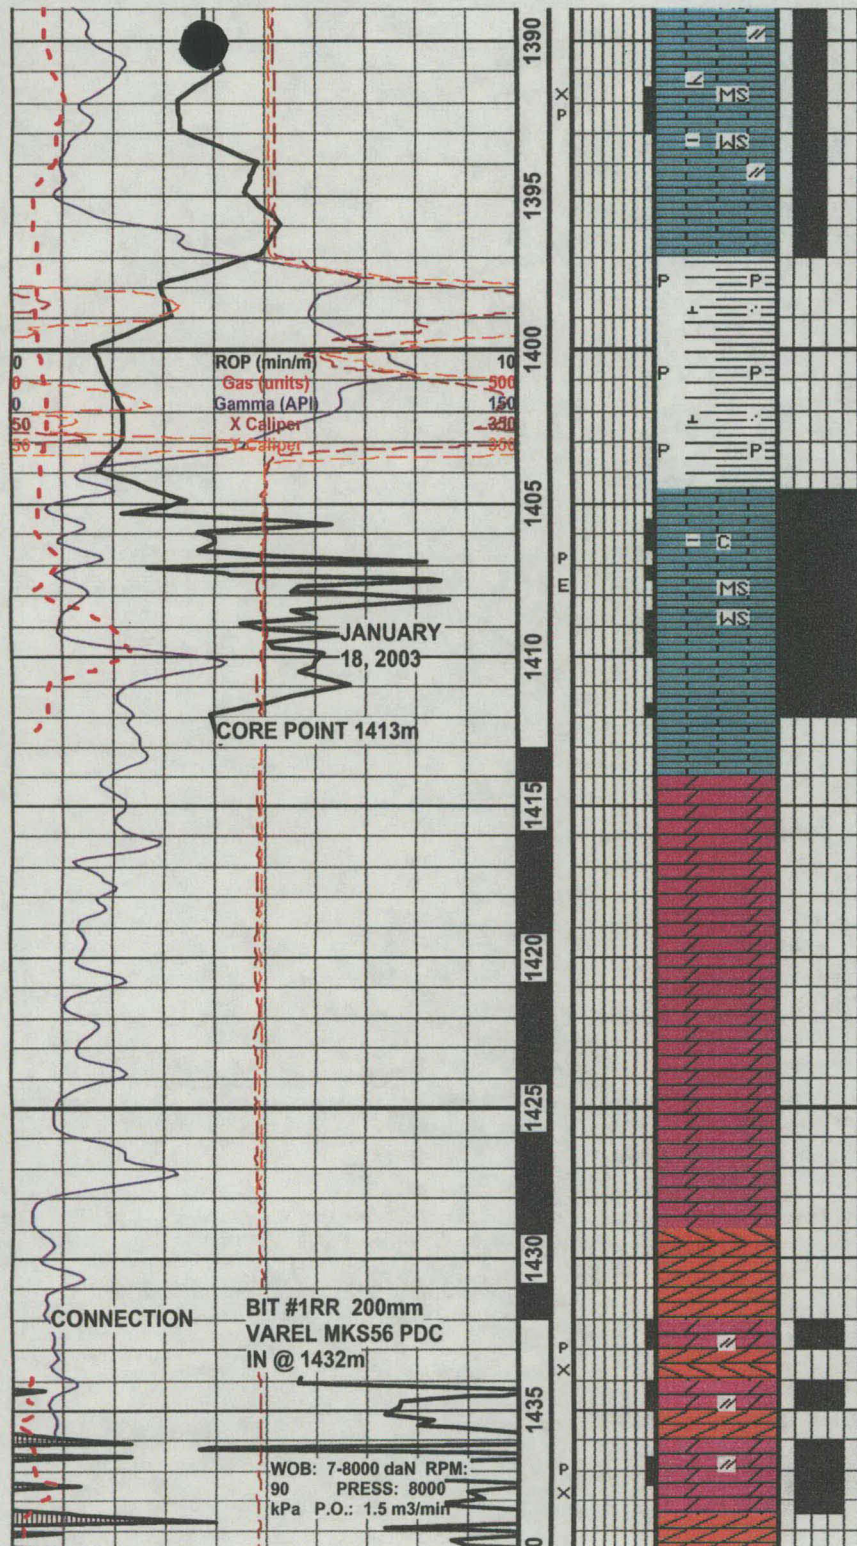 1390
MS
X
P
WS
1395
P P
1400
0 ROP (min/m) 10
0 Gas (units) 500
0 Gamma (API) 150
50 X Caliper 350
50 Y Caliper 350
P P
P P
1405
C
P
E
MS
WS
JANUARY
18, 2003
1410
CORE POINT 1413m
1415
1420
1425
1430
CONNECTION
BIT #1RR 200mm
VAREL MKS56 PDC
IN @ 1432m
P
X
1435
WOB: 7-8000 daN RPM:
90 PRESS: 8000
kPa P.O.: 1.5 m3/min
P
X